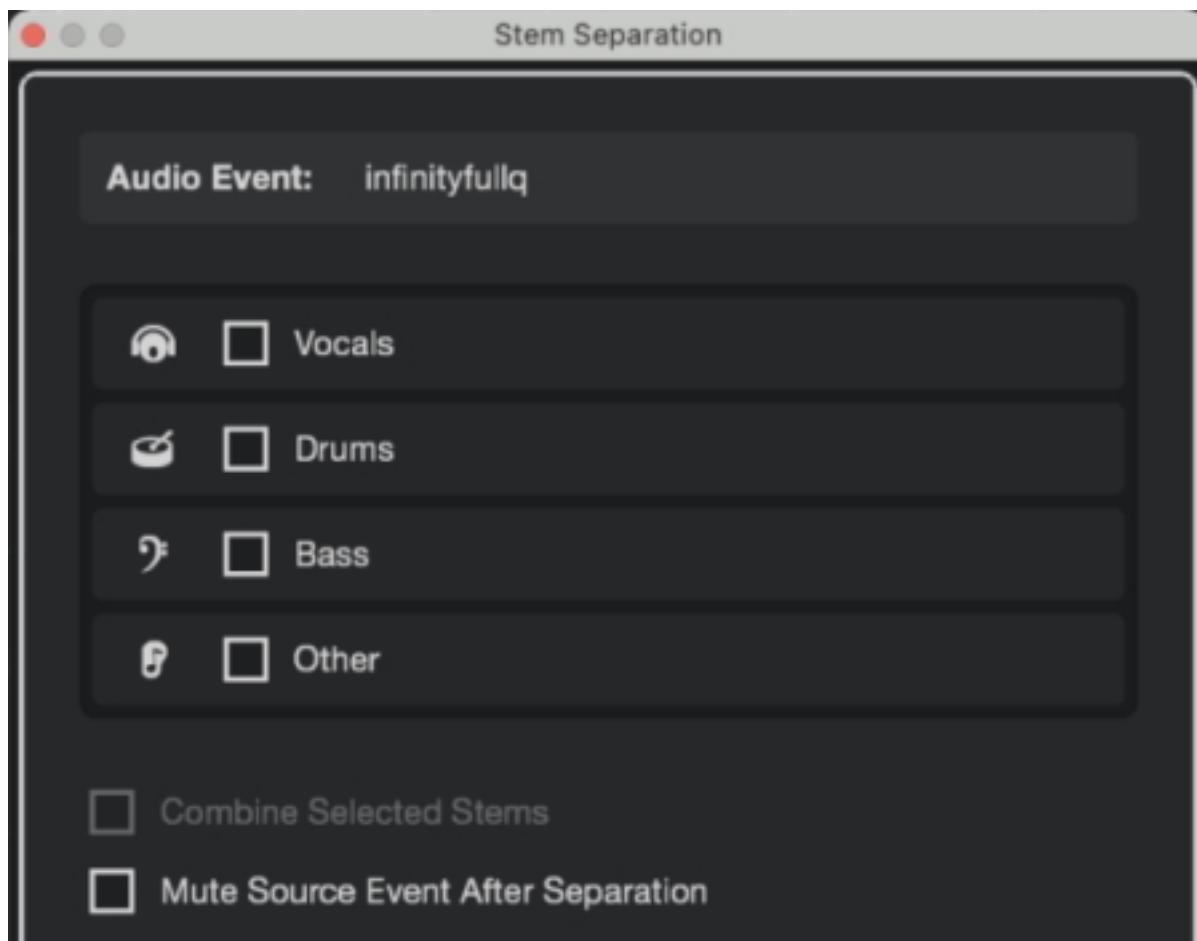 Stem Separation
Audio Event: infinityfullq
Vocals
Drums
Bass
Other
Combine Selected Stems
Mute Source Event After Separation